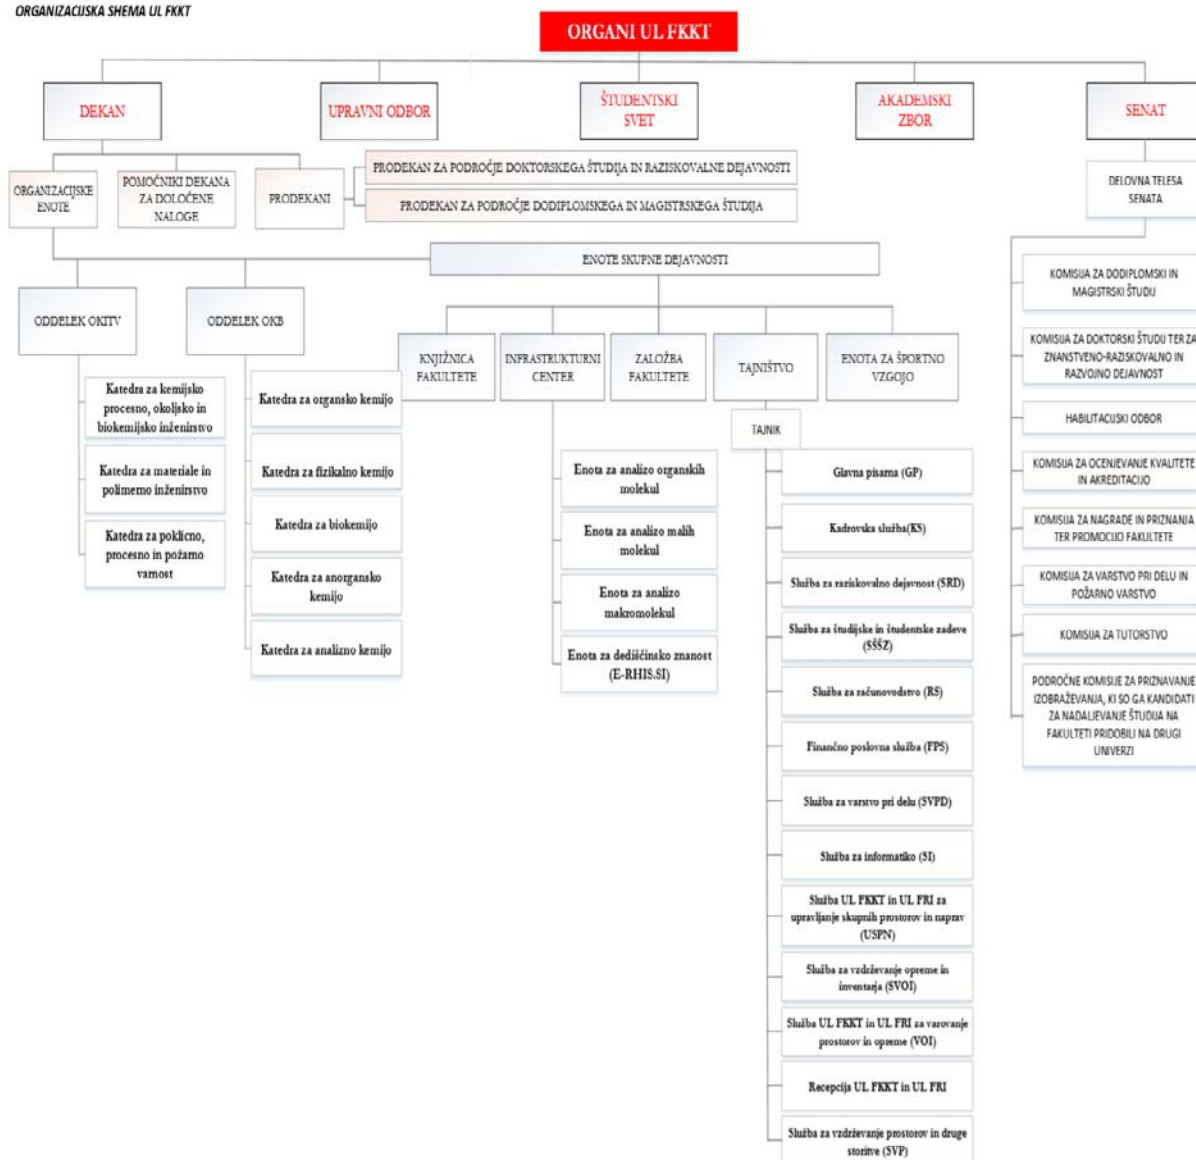 ORGANIZACIJSKA SHEMA UL FKKT
ORGANI UL FKKT
DEKAN
UPRAVNI ODBOR
ŠTUDENTSKI
SVET
AKADEMSKI
ZBOR
SENAT
ORGANIZACIJSKE
ENOTE
POMOČNIKI DEKANA
ZA DOLOČENE
NALOGE
PRODEKANI
PRODEKAN ZA PODROČJE DOKTORSKEGA ŠTUDIJA IN RAZISKOVALNE DEJAVNOSTI
PRODEKAN ZA PODROČJE DODIPLOMSKEGA IN MAGISTRSKEGA ŠTUDIJA
DELOVNA TELESA
SENATA
ENOTE SKUPNE DEJAVNOSTI
ODDELEK OKITV
ODDELEK OKB
KNJIŽNICA
FAKULTETE
INFRASTRUKTURNI
CENTER
ZALOŽBA
FAKULTETE
TAJNIŠTVO
ENOTA ZA ŠPORTNO
VZGOJO
Katedra za kemijsko
procesno, okoljsko in
biokemijsko inženirstvo
Katedra za materiale in
polimerno inženirstvo
Katedra za poklicno,
procesno in požarno
varnost
Katedra za organsko kemijo
Katedra za fizikalno kemijo
Katedra za biokemijo
Katedra za anorgansko
kemijo
Katedra za analizno kemijo
Enota za analizo organskih
molekul
Enota za analizo malih
molekul
Enota za analizo
makromolekul
Enota za dediščinsko znanost
(E-RHIS.SI)
TAJNIK
Glavna pisarna (GP)
Kadrovska služba(KS)
Služba za raziskovalno dejavnost (SRD)
Služba za študijske in študentske zadeve
(SŠŠZ)
Služba za računovodstvo (RS)
Finančno poslovna služba (FPS)
Služba za varstvo pri delu (SVPD)
Služba za informatiko (SI)
Služba UL FKKT in UL FRI za
upravljanje skupnih prostorov in naprav
(USPN)
Služba za vzdrževanje opreme in
inventarja (SVOI)
Služba UL FKKT in UL FRI za varovanje
prostorov in opreme (VOI)
Recepcija UL FKKT in UL FRI
Služba za vzdrževanje prostorov in druge
storitve (SVP)
KOMISIJA ZA DODIPLOMSKI IN
MAGISTRSKI ŠTUDIJ
KOMISIJA ZA DOKTORSKI ŠTUDIJ TER ZA
ZNANSTVENO-RAZISKOVALNO IN
RAZVOJNO DEJAVNOST
HABILITACIJSKI ODBOR
KOMISIJA ZA OCENJEVANJE KVALITETE
IN AKREDITACIJO
KOMISIJA ZA NAGRADE IN PRIZNANJA
TER PROMOCIJO FAKULTETE
KOMISIJA ZA VARSTVO PRI DELU IN
POŽARNO VARSTVO
KOMISIJA ZA TUTORSTVO
PODROČNE KOMISIJE ZA PRIZNAVANJE
IZOBRAŽEVANJA, KI SO GA KANDIDATI
ZA NADALJEVANJE ŠTUDIJA NA
FAKULTETI PRIDOBILI NA DRUGI
UNIVERZI